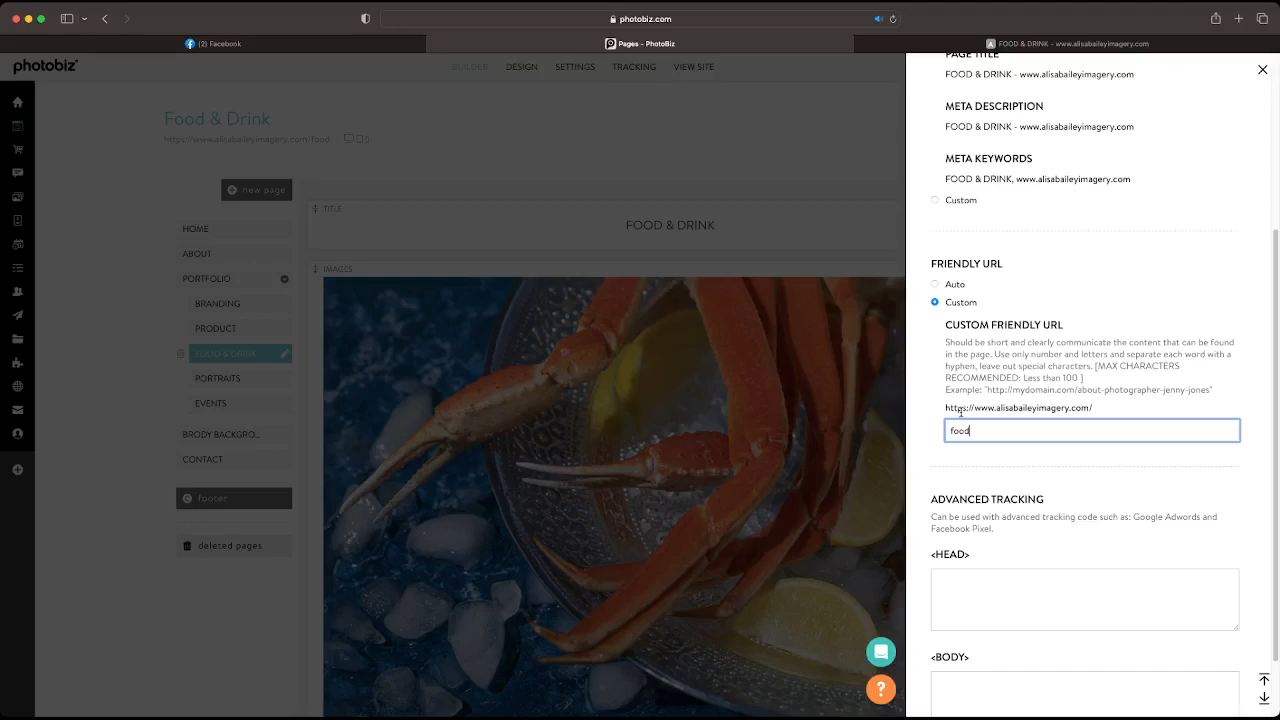 photobiz.com
(2) Facebook
Pages - PhotoBiz
FOOD & DRINK - www.alisabaileyimagery.com
photobiz
BUILDER
DESIGN
SETTINGS
TRACKING
VIEW SITE
Food & Drink
https://www.alisabaileyimagery.com/food
new page
HOME
ABOUT
PORTFOLIO
BRANDING
PRODUCT
FOOD & DRINK
PORTRAITS
EVENTS
BRODY BACKGRO...
CONTACT
footer
deleted pages
TITLE
FOOD & DRINK
IMAGES
PAGE TITLE
FOOD & DRINK - www.alisabaileyimagery.com
META DESCRIPTION
FOOD & DRINK - www.alisabaileyimagery.com
META KEYWORDS
FOOD & DRINK, www.alisabaileyimagery.com
Custom
FRIENDLY URL
Auto
Custom
CUSTOM FRIENDLY URL
Should be short and clearly communicate the content that can be found
in the page. Use only number and letters and separate each word with a
hyphen, leave out special characters. [MAX CHARACTERS
RECOMMENDED: Less than 100 ]
Example: "http://mydomain.com/about-photographer-jenny-jones"
https://www.alisabaileyimagery.com/
food
ADVANCED TRACKING
Can be used with advanced tracking code such as: Google Adwords and
Facebook Pixel.
<HEAD>
<BODY>
?